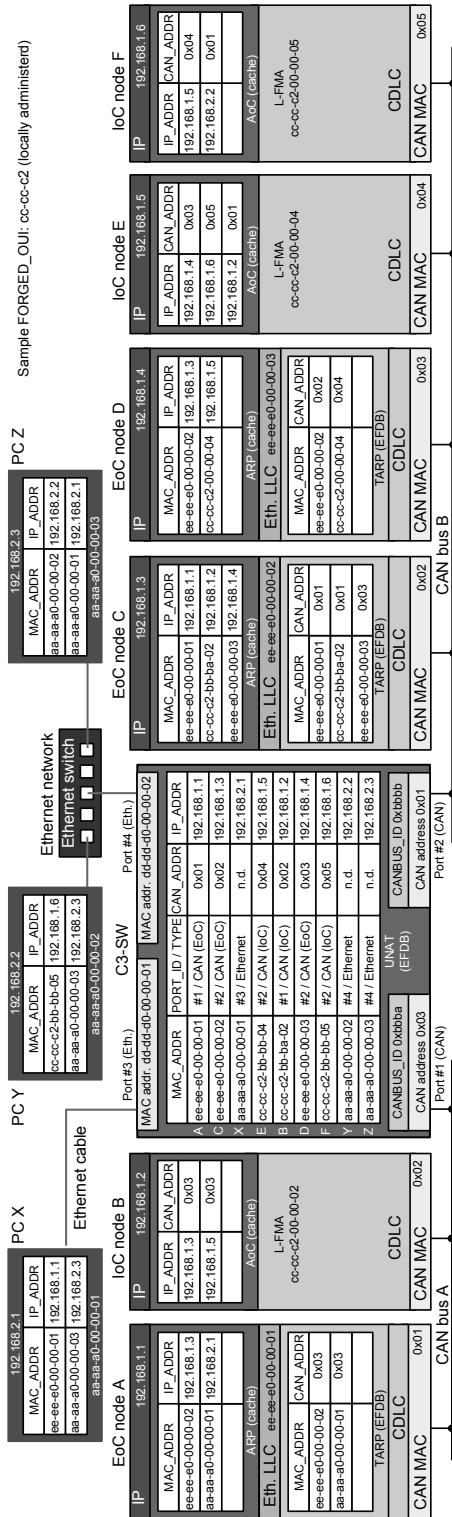 Sample FORGED_OUI: cc-cc-c2 (locally administerd)
PC X
192.168.2.1
MAC_ADDR IP_ADDR
ee-ee-e0-00-00-01 192.168.1.1
aa-aa-a0-00-00-03 192.168.2.3
aa-aa-a0-00-00-01
Ethernet cable
PC Y
192.168.2.2
MAC_ADDR IP_ADDR
cc-cc-c2-bb-bb-05 192.168.1.6
aa-aa-a0-00-00-03 192.168.2.3
aa-aa-a0-00-00-02
Ethernet network
Ethernet switch
PC Z
192.168.2.3
MAC_ADDR IP_ADDR
aa-aa-a0-00-00-02 192.168.2.2
aa-aa-a0-00-00-01 192.168.2.1
aa-aa-a0-00-00-03
EoC node A
IP 192.168.1.1
MAC_ADDR IP_ADDR
ee-ee-e0-00-00-02 192.168.1.3
aa-aa-a0-00-00-01 192.168.2.1
ARP (cache)
Eth. LLC ee-ee-e0-00-00-01
MAC_ADDR CAN_ADDR
ee-ee-e0-00-00-02 0x03
aa-aa-a0-00-00-01 0x03
TARP (EFDB)
CDLC
CAN MAC 0x01
IoC node B
IP 192.168.1.2
IP_ADDR CAN_ADDR
192.168.1.3 0x03
192.168.1.5 0x03
AoC (cache)
L-FMA
cc-cc-c2-00-00-02
CDLC
CAN MAC 0x02
CAN bus A
C3-SW
Port #3 (Eth.)
Port #4 (Eth.)
MAC addr. dd-dd-d0-00-00-01
MAC addr. dd-dd-d0-00-00-02
MAC_ADDR PORT_ID / TYPE CAN_ADDR IP_ADDR
A ee-ee-e0-00-00-01 #1 / CAN (EoC) 0x01 192.168.1.1
C ee-ee-e0-00-00-02 #2 / CAN (EoC) 0x02 192.168.1.3
X aa-aa-a0-00-00-01 #3 / Ethernet n.d. 192.168.2.1
E cc-cc-c2-bb-bb-04 #2 / CAN (IoC) 0x04 192.168.1.5
B cc-cc-c2-bb-ba-02 #1 / CAN (IoC) 0x02 192.168.1.2
D ee-ee-e0-00-00-03 #2 / CAN (EoC) 0x03 192.168.1.4
F cc-cc-c2-bb-bb-05 #2 / CAN (IoC) 0x05 192.168.1.6
Y aa-aa-a0-00-00-02 #4 / Ethernet n.d. 192.168.2.2
Z aa-aa-a0-00-00-03 #4 / Ethernet n.d. 192.168.2.3
UNAT
(EFDB)
CANBUS_ID 0xbbba
CAN address 0x03
CANBUS_ID 0xbbbb
CAN address 0x01
Port #1 (CAN)
Port #2 (CAN)
EoC node C
IP 192.168.1.3
MAC_ADDR IP_ADDR
ee-ee-e0-00-00-01 192.168.1.1
cc-cc-c2-bb-ba-02 192.168.1.2
ee-ee-e0-00-00-03 192.168.1.4
ARP (cache)
Eth. LLC ee-ee-e0-00-00-02
MAC_ADDR CAN_ADDR
ee-ee-e0-00-00-01 0x01
cc-cc-c2-bb-ba-02 0x01
ee-ee-e0-00-00-03 0x03
TARP (EFDB)
CDLC
CAN MAC 0x02
EoC node D
IP 192.168.1.4
MAC_ADDR IP_ADDR
ee-ee-e0-00-00-02 192.168.1.3
cc-cc-c2-00-00-04 192.168.1.5
ARP (cache)
Eth. LLC ee-ee-e0-00-00-03
MAC_ADDR CAN_ADDR
ee-ee-e0-00-00-02 0x02
cc-cc-c2-00-00-04 0x04
TARP (EFDB)
CDLC
CAN MAC 0x03
IoC node E
IP 192.168.1.5
IP_ADDR CAN_ADDR
192.168.1.4 0x03
192.168.1.6 0x05
192.168.1.2 0x01
AoC (cache)
L-FMA
cc-cc-c2-00-00-04
CDLC
CAN MAC 0x04
IoC node F
IP 192.168.1.6
IP_ADDR CAN_ADDR
192.168.1.5 0x04
192.168.2.2 0x01
AoC (cache)
L-FMA
cc-cc-c2-00-00-05
CDLC
CAN MAC 0x05
CAN bus B